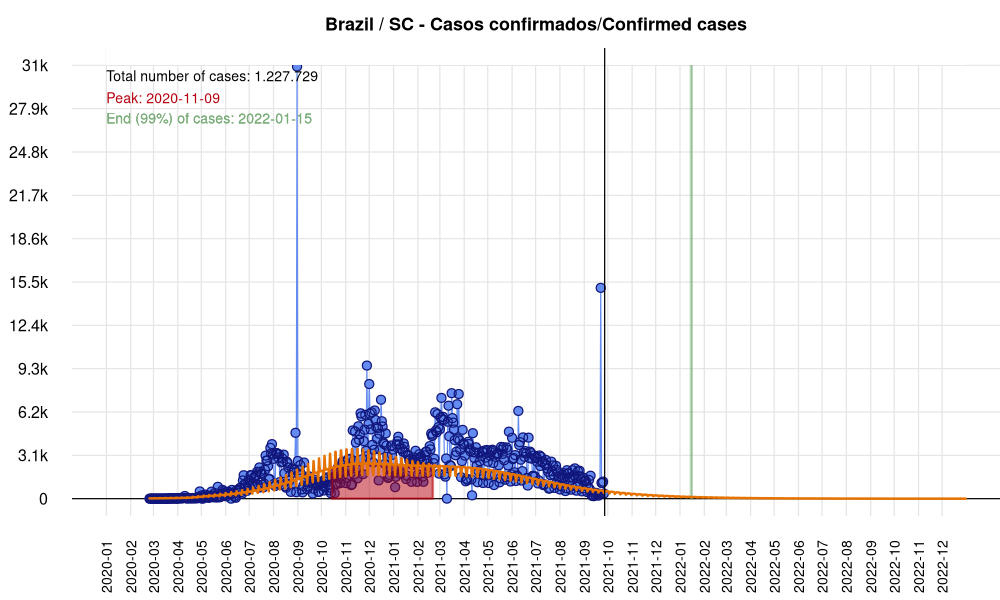 Brazil / SC - Casos confirmados/Confirmed cases
31k
Total number of cases: 1.227.729
Peak: 2020-11-09
27.9k
End (99%) of cases: 2022-01-15
24.8k
21.7k
18.6k
15.5k
12.4k
9.3k
6.2k
3.1k
0
2020-01
2020-02
2020-03
2020-04
2020-05
2020-06
2020-07
2020-08
2020-09
2020-10
2020-11
2020-12
2021-01
2021-02
2021-03
2021-04
2021-05
2021-06
2021-07
2021-08
2021-09
2021-10
2021-11
2021-12
2022-01
2022-02
2022-03
2022-04
2022-05
2022-06
2022-07
2022-08
2022-09
2022-10
2022-11
2022-12